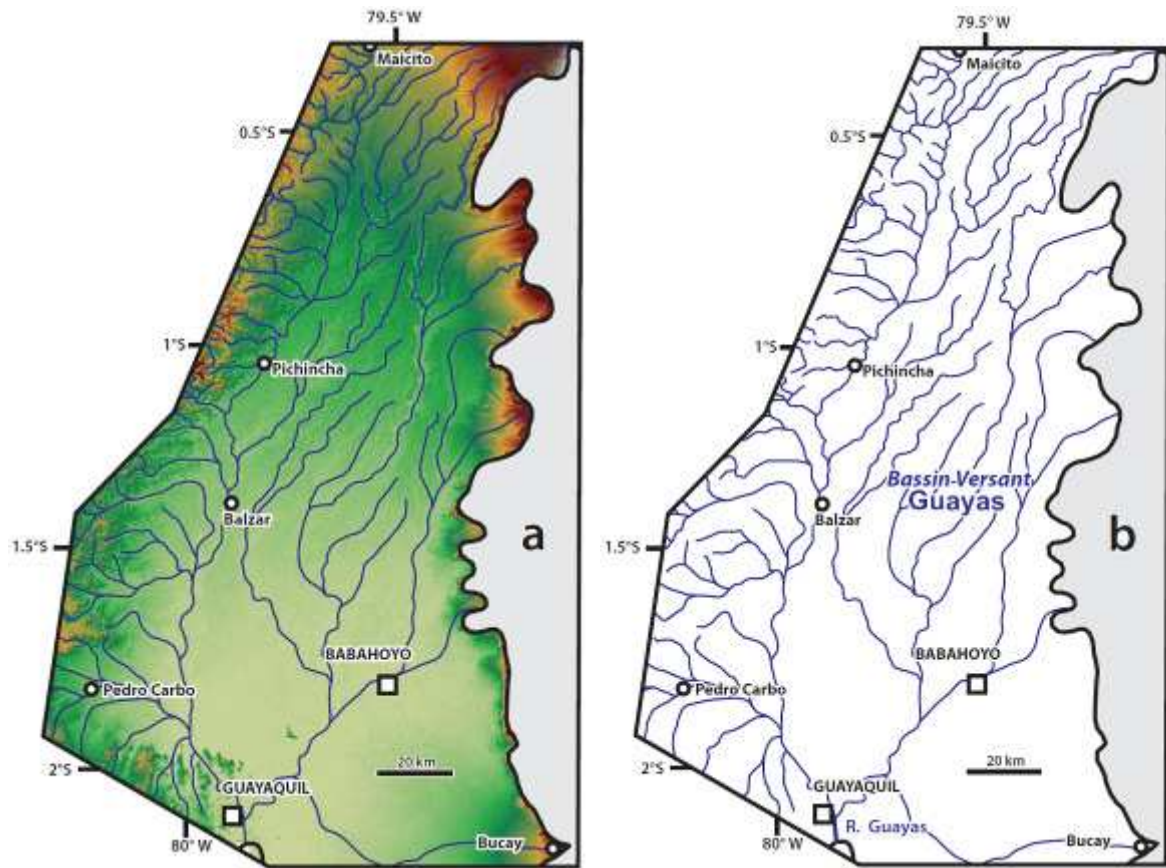 79.5° W
Maicito
0.5°S
1°S
Pichincha
Balzar
1.5°S
a
BABAHOYO
Pedro Carbo
20 km
2°S
GUAYAQUIL
80° W
Bucay
79.5° W
Maicito
0.5°S
1°S
Pichincha
Bassin-Versant
Guayas
Balzar
1.5°S
b
BABAHOYO
Pedro Carbo
20 km
2°S
GUAYAQUIL
R. Guayas
80° W
Bucay